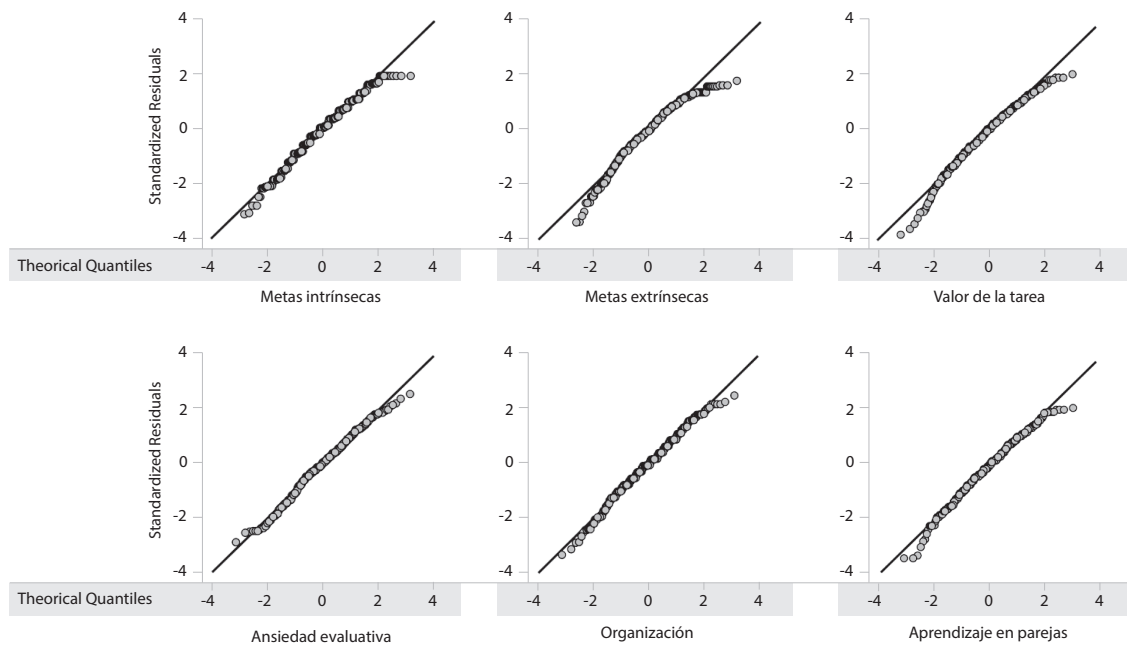 4 4 4
2 2 2
0 0 0
-2 -2 -2
-4 -4 -4
Standardized Residuals
Theorical Quantiles -4 -2 0 2 4 -4 -2 0 2 4 -4 -2 0 2 4
Metas intrínsecas Metas extrínsecas Valor de la tarea
4 4 4
2 2 2
0 0 0
-2 -2 -2
-4 -4 -4
Standardized Residuals
Theorical Quantiles -4 -2 0 2 4 -4 -2 0 2 4 -4 -2 0 2 4
Ansiedad evaluativa Organización Aprendizaje en parejas